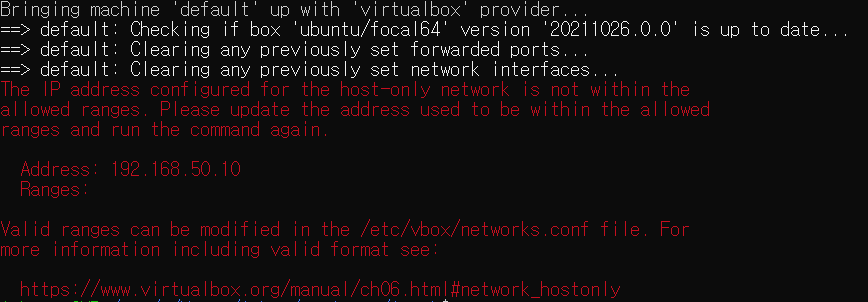 Bringing machine 'default' up with 'virtualbox' provider...
==> default: Checking if box 'ubuntu/focal64' version '20211026.0.0' is up to date...
==> default: Clearing any previously set forwarded ports...
==> default: Clearing any previously set network interfaces...
The IP address configured for the host-only network is not within the
allowed ranges. Please update the address used to be within the allowed
ranges and run the command again.
Address: 192.168.50.10
Ranges:
Valid ranges can be modified in the /etc/vbox/networks.conf file. For
more information including valid format see:
https://www.virtualbox.org/manual/ch06.html#network_hostonly